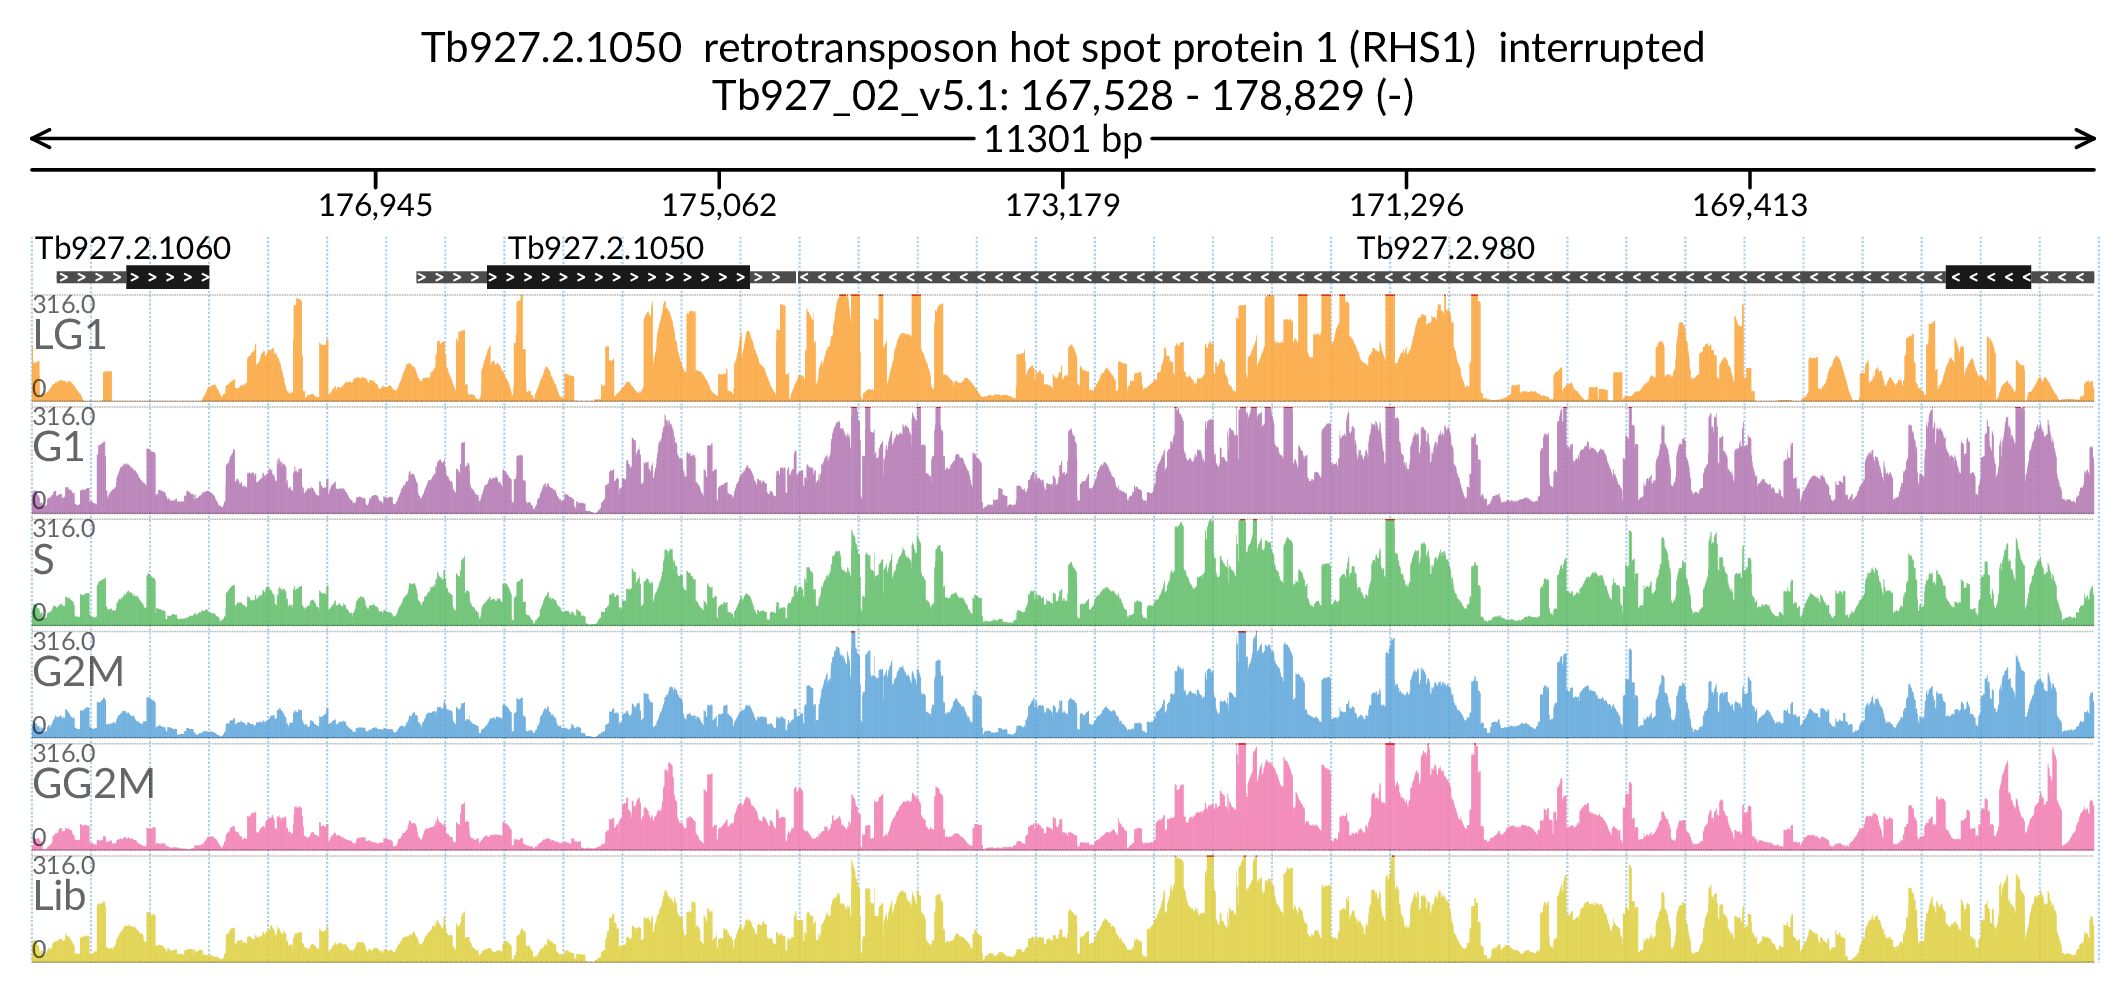 Tb927.2.1050  retrotransposon hot spot protein 1 (RHS1)  interrupted
Tb927_02_v5.1: 167,528 - 178,829 (-)
11301 bp
176,945 175,062 173,179 171,296 169,413
Tb927.2.1060 Tb927.2.1050 Tb927.2.980
316.0
LG1
0
316.0
G1
0
316.0
S
0
316.0
G2M
0
316.0
GG2M
0
316.0
Lib
0